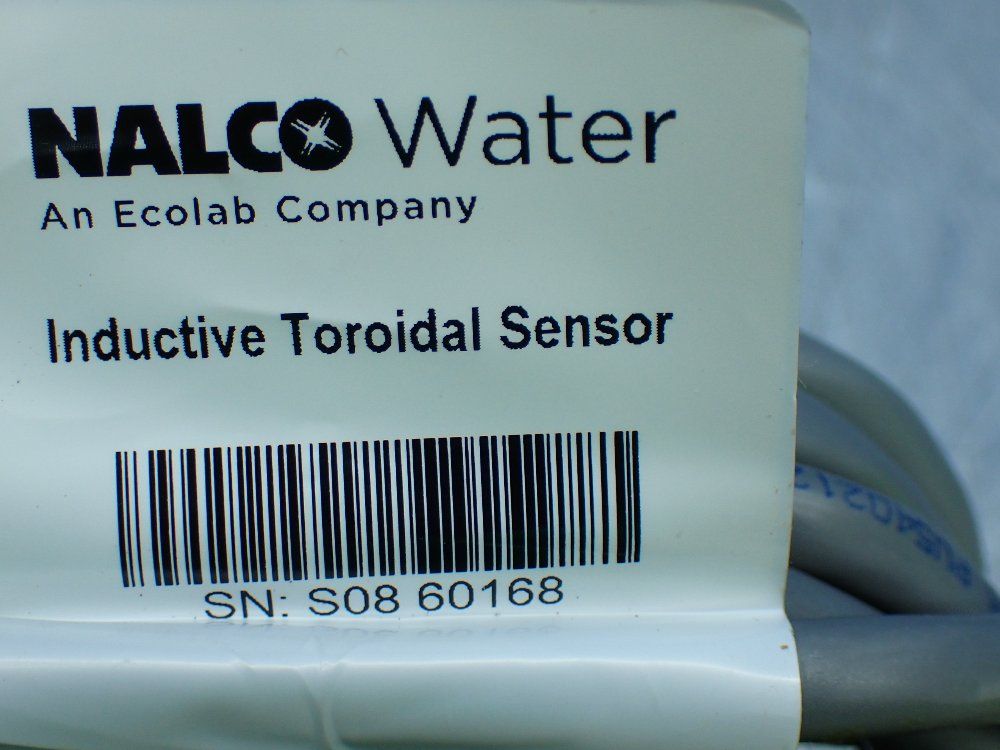 NALCO Water
An Ecolab Company
Inductive Toroidal Sensor
SN: S08 60168